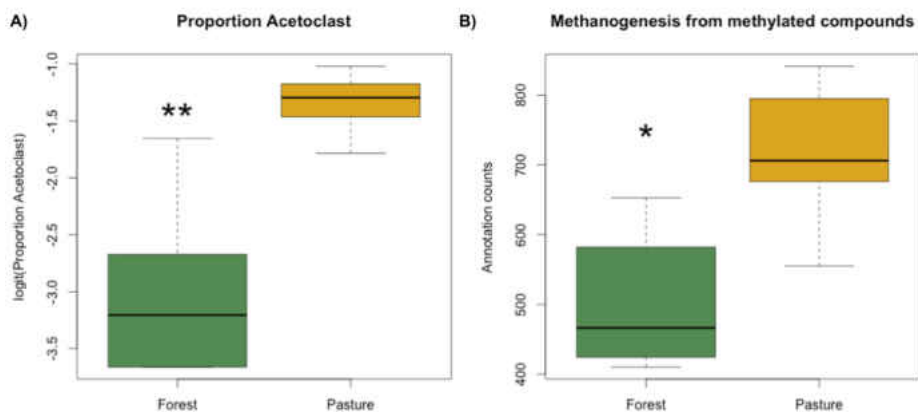 A) Proportion Acetoclast
logit(Proportion Acetoclast)
-1.0
-1.5
-2.0
-2.5
-3.0
-3.5
**
Forest Pasture
B) Methanogenesis from methylated compounds
Annotation counts
800
700
600
500
400
*
Forest Pasture